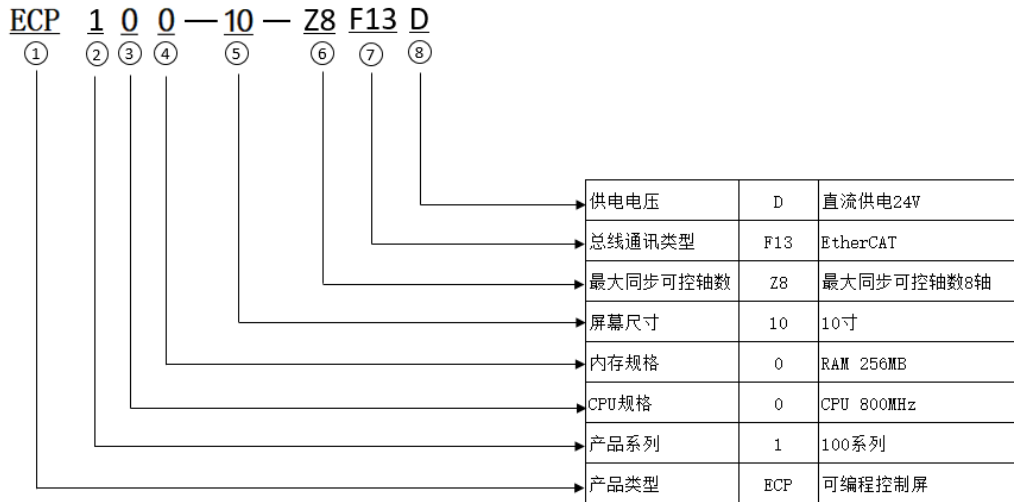 ECP 1 0 0 — 10 — Z8 F13 D
① ② ③ ④ ⑤ ⑥ ⑦ ⑧
供电电压 D 直流供电24V
总线通讯类型 F13 EtherCAT
最大同步可控轴数 Z8 最大同步可控轴数8轴
屏幕尺寸 10 10寸
内存规格 0 RAM 256MB
CPU规格 0 CPU 800MHz
产品系列 1 100系列
产品类型 ECP 可编程控制屏